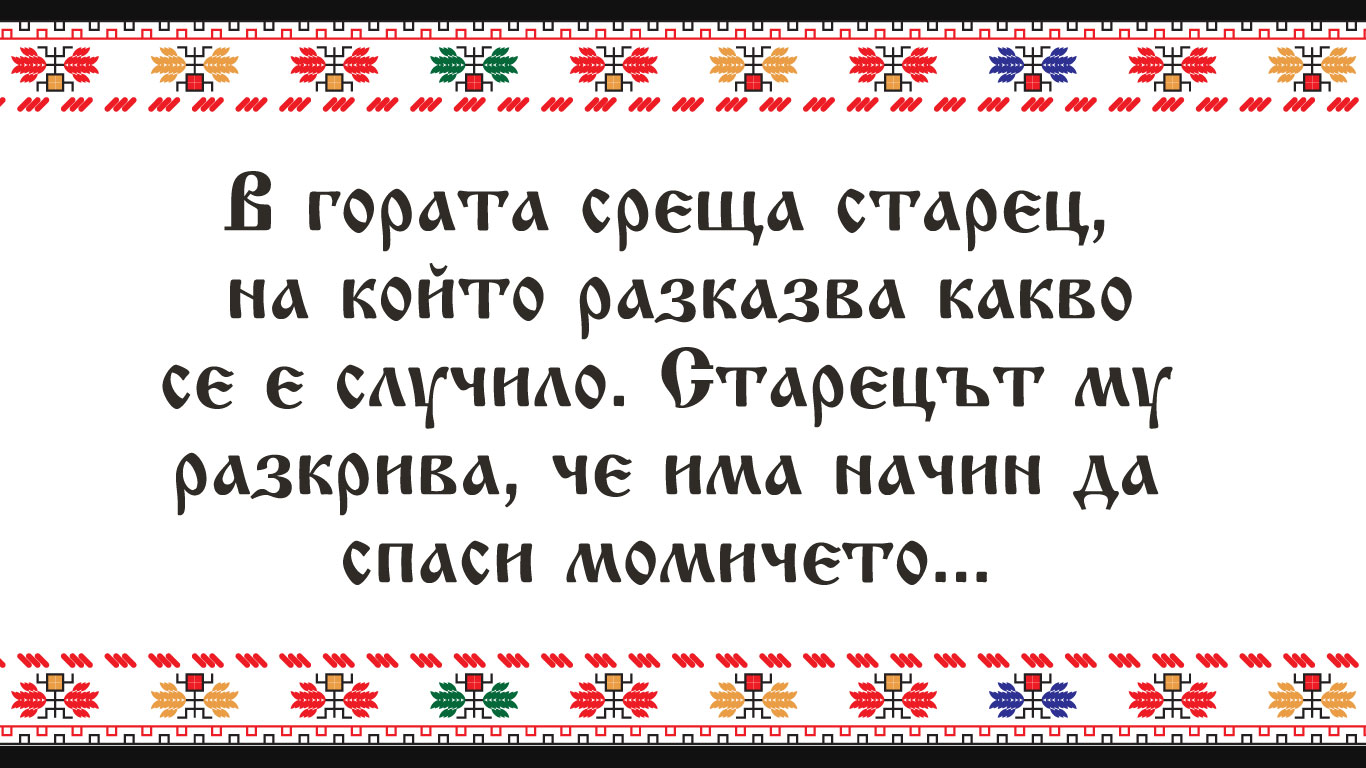 В гората среща старец,
на който разказва какво
се е случило. Старецът му
разкрива, че има начин да
спаси момичето...